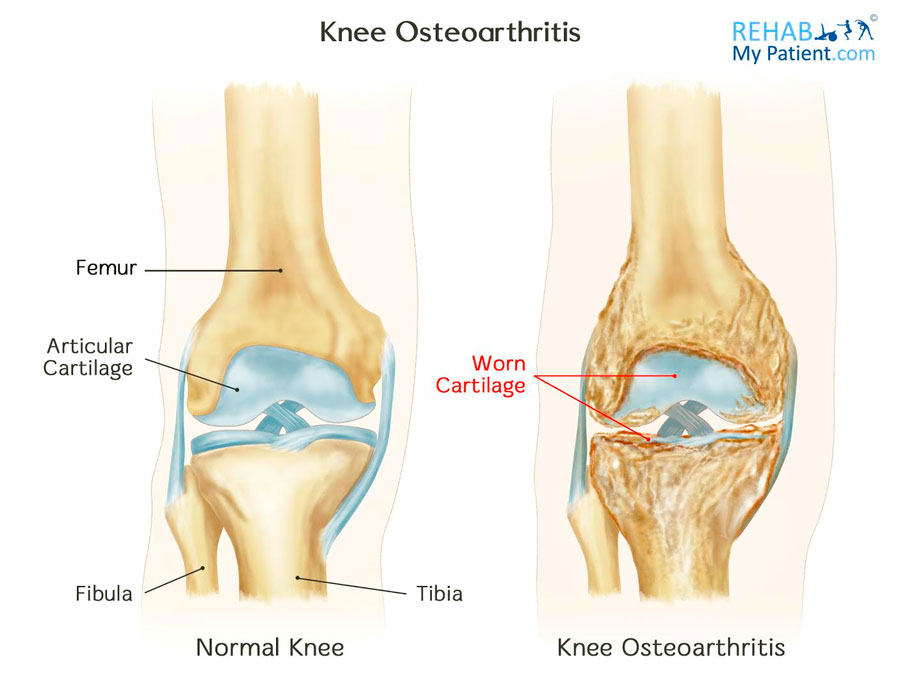 Knee Osteoarthritis
REHAB ©
My Patient.com
Femur
Articular
Cartilage
Worn
Cartilage
Fibula
Tibia
Normal Knee
Knee Osteoarthritis